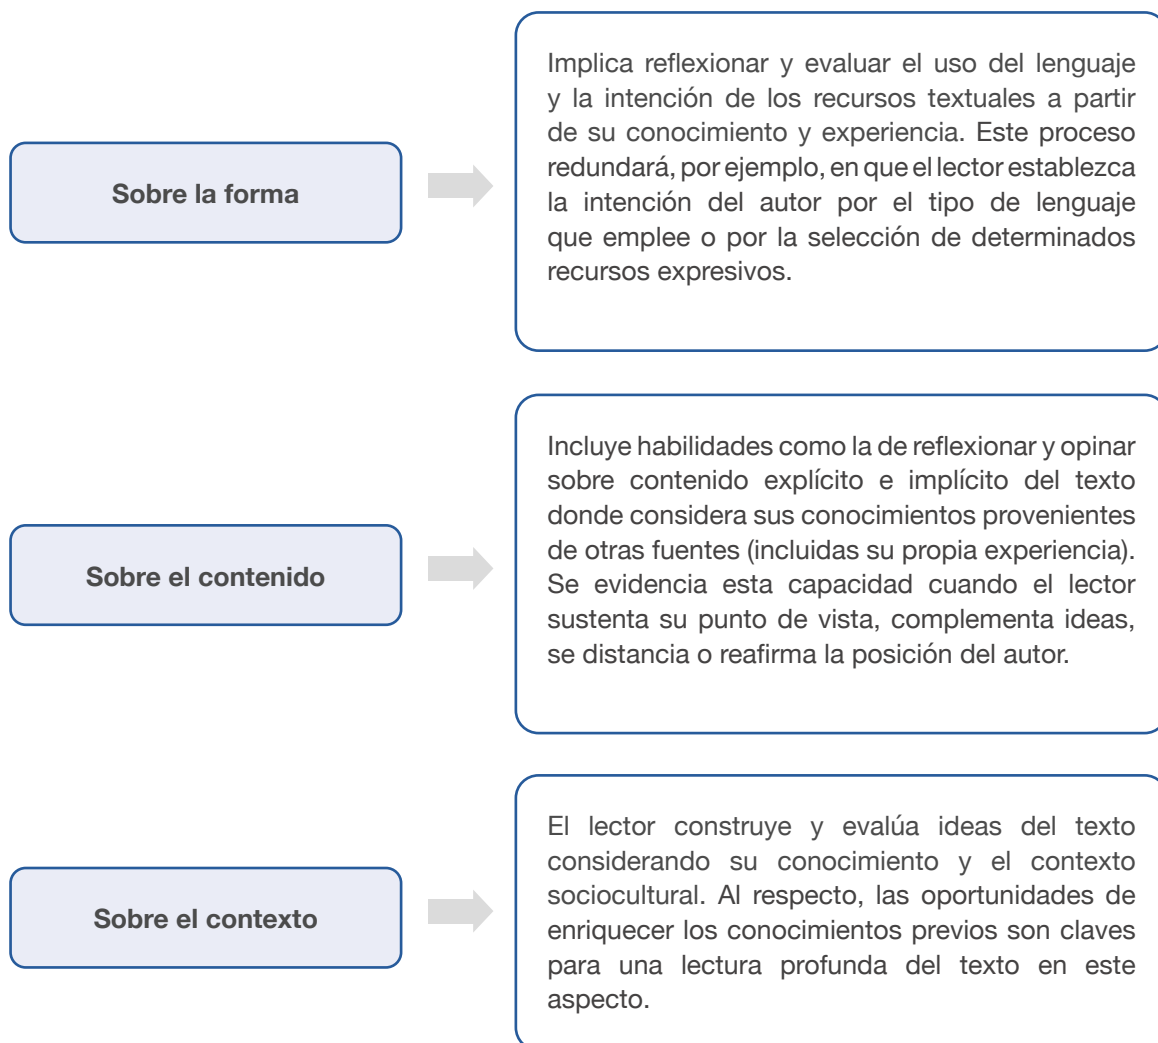 Sobre la forma
Implica reflexionar y evaluar el uso del lenguaje
y la intención de los recursos textuales a partir
de su conocimiento y experiencia. Este proceso
redundará, por ejemplo, en que el lector establezca
la intención del autor por el tipo de lenguaje
que emplee o por la selección de determinados
recursos expresivos.
Sobre el contenido
Incluye habilidades como la de reflexionar y opinar
sobre contenido explícito e implícito del texto
donde considera sus conocimientos provenientes
de otras fuentes (incluidas su propia experiencia).
Se evidencia esta capacidad cuando el lector
sustenta su punto de vista, complementa ideas,
se distancia o reafirma la posición del autor.
Sobre el contexto
El lector construye y evalúa ideas del texto
considerando su conocimiento y el contexto
sociocultural. Al respecto, las oportunidades de
enriquecer los conocimientos previos son claves
para una lectura profunda del texto en este
aspecto.